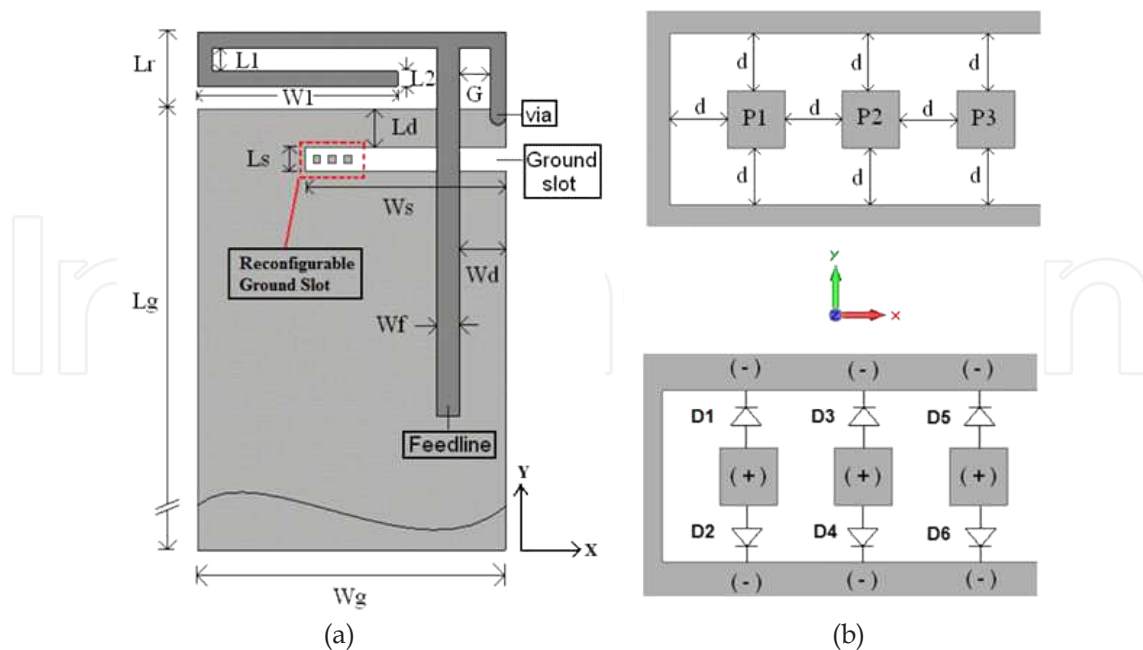 Lr
L1
L2
W1
G
via
Ld
Ls
Ground
slot
Ws
Reconfigurable
Ground Slot
Wd
Lg
Wf
Feedline
Y
X
Wg
(a)
d d d
d d d
P1 P2 P3
d d d
Y
X
(-) (-) (-)
D1 D3 D5
(+) (+) (+)
D2 D4 D6
(-) (-) (-)
(b)